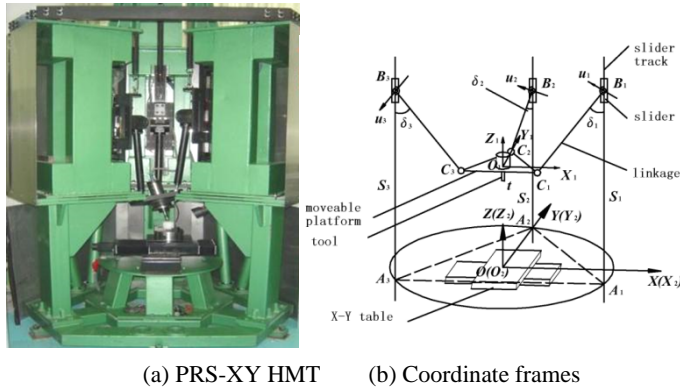 B₃
u₃
δ₃
S₃
C₃
moveable
platform
tool
A₃
X-Y table
δ₂
u₂
B₂
Z₁
Y₁
C₂
t
S₂
A₂
Z(Z₂)
Y(Y₂)
O(O₂)
u₁
B₁
δ₁
X₁
C₁
S₁
A₁
X(X₂)
slider
track
slider
linkage
(a) PRS-XY HMT (b) Coordinate frames